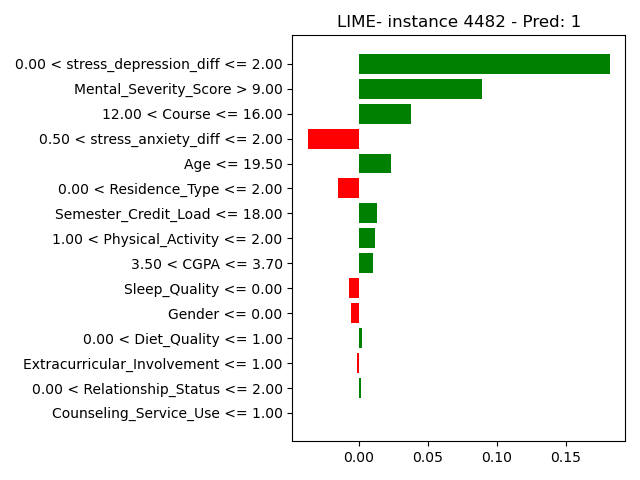 LIME- instance 4482 - Pred: 1
0.00 < stress_depression_diff <= 2.00
Mental_Severity_Score > 9.00
12.00 < Course <= 16.00
0.50 < stress_anxiety_diff <= 2.00
Age <= 19.50
0.00 < Residence_Type <= 2.00
Semester_Credit_Load <= 18.00
1.00 < Physical_Activity <= 2.00
3.50 < CGPA <= 3.70
Sleep_Quality <= 0.00
Gender <= 0.00
0.00 < Diet_Quality <= 1.00
Extracurricular_Involvement <= 1.00
0.00 < Relationship_Status <= 2.00
Counseling_Service_Use <= 1.00
0.00 0.05 0.10 0.15